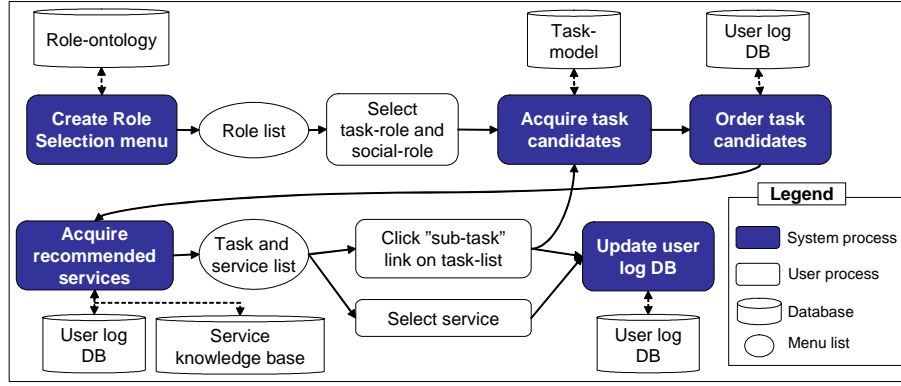 Role-ontology
Task-
model
User log
DB
Create Role
Selection menu
Role list
Select
task-role and
social-role
Acquire task
candidates
Order task
candidates
Legend
Acquire
recommended
services
Task and
service list
Click ”sub-task”
link on task-list
Update user
log DB
System process
User process
Select service
Database
User log
DB
Service
knowledge base
User log
DB
Menu list